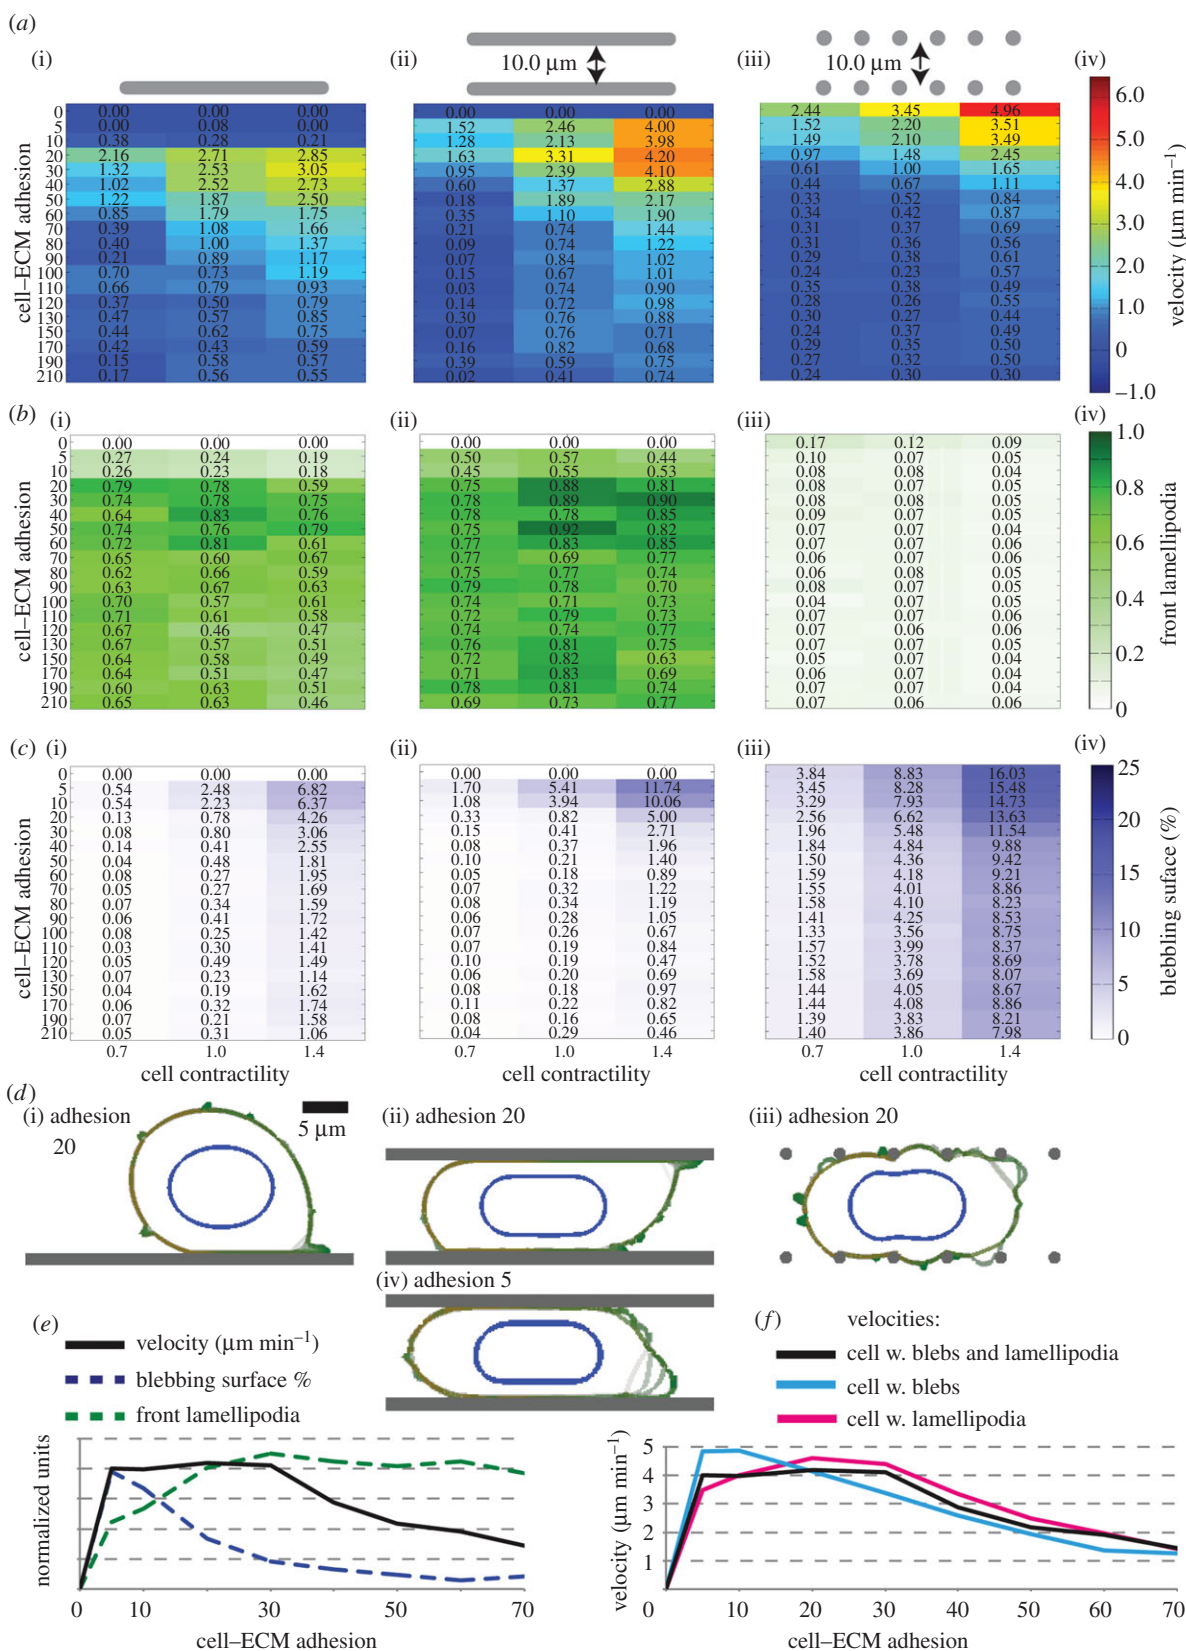 (a)
(i)
(ii)
10.0 μm
(iii)
10.0 μm
(iv)
cell–ECM adhesion
0 0.00 0.00 0.00
5 0.00 0.08 0.00
10 0.38 0.28 0.21
20 2.16 2.71 2.85
30 1.32 2.53 3.05
40 1.02 2.52 2.73
50 1.22 1.87 2.50
60 0.85 1.79 1.75
70 0.39 1.08 1.66
80 0.40 1.00 1.37
90 0.21 0.89 1.17
100 0.70 0.73 1.19
110 0.66 0.79 0.93
120 0.37 0.50 0.79
130 0.47 0.57 0.85
150 0.44 0.62 0.75
170 0.42 0.43 0.59
190 0.15 0.58 0.57
210 0.17 0.56 0.55
0.00 0.00 0.00
1.52 2.46 4.00
1.28 2.13 3.98
1.63 3.31 4.20
0.95 2.39 4.10
0.60 1.37 2.88
0.18 1.89 2.17
0.35 1.10 1.90
0.21 0.74 1.44
0.09 0.74 1.22
0.07 0.84 1.02
0.15 0.67 1.01
0.03 0.74 0.90
0.14 0.72 0.98
0.30 0.76 0.88
0.07 0.76 0.71
0.16 0.82 0.68
0.39 0.59 0.75
0.02 0.41 0.74
2.44 3.45 4.96
1.52 2.20 3.51
1.49 2.10 3.49
0.97 1.48 2.45
0.61 1.00 1.65
0.44 0.67 1.11
0.33 0.52 0.84
0.34 0.42 0.87
0.31 0.37 0.69
0.31 0.36 0.56
0.29 0.38 0.61
0.24 0.23 0.57
0.35 0.38 0.49
0.28 0.26 0.55
0.30 0.27 0.44
0.24 0.37 0.49
0.29 0.35 0.50
0.27 0.32 0.50
0.24 0.30 0.30
6.0
5.0
4.0
3.0
2.0
1.0
0
–1.0
velocity (μm min⁻¹)
(b)
(i)
(ii)
(iii)
(iv)
cell–ECM adhesion
0 0.00 0.00 0.00
5 0.27 0.24 0.19
10 0.26 0.23 0.18
20 0.79 0.78 0.59
30 0.74 0.78 0.75
40 0.64 0.83 0.76
50 0.74 0.76 0.79
60 0.72 0.81 0.61
70 0.65 0.60 0.67
80 0.62 0.66 0.59
90 0.63 0.67 0.63
100 0.70 0.57 0.61
110 0.71 0.61 0.58
120 0.67 0.46 0.47
130 0.67 0.57 0.51
150 0.64 0.58 0.49
170 0.64 0.51 0.47
190 0.60 0.63 0.51
210 0.65 0.63 0.46
0.00 0.00 0.00
0.50 0.57 0.44
0.45 0.55 0.53
0.75 0.88 0.81
0.78 0.89 0.90
0.78 0.78 0.85
0.75 0.92 0.82
0.77 0.83 0.85
0.77 0.69 0.77
0.75 0.77 0.74
0.79 0.78 0.70
0.74 0.71 0.73
0.72 0.79 0.73
0.74 0.74 0.77
0.76 0.81 0.75
0.72 0.82 0.63
0.71 0.83 0.69
0.78 0.81 0.74
0.69 0.73 0.77
0.17 0.12 0.09
0.10 0.07 0.05
0.08 0.08 0.04
0.08 0.07 0.05
0.08 0.08 0.05
0.09 0.07 0.05
0.07 0.07 0.04
0.07 0.07 0.05
0.06 0.07 0.04
0.06 0.08 0.05
0.08 0.07 0.05
0.04 0.07 0.05
0.07 0.07 0.05
0.07 0.06 0.06
0.07 0.07 0.05
0.05 0.07 0.04
0.06 0.07 0.05
0.07 0.07 0.04
0.07 0.06 0.06
1.0
0.8
0.6
0.4
0.2
0
front lamellipodia
(c)
(i)
(ii)
(iii)
(iv)
cell–ECM adhesion
0 0.00 0.00 0.00
5 0.54 2.48 6.82
10 0.54 2.23 6.37
20 0.13 0.78 4.26
30 0.08 0.80 3.06
40 0.14 0.41 2.55
50 0.04 0.48 1.81
60 0.08 0.27 1.95
70 0.05 0.27 1.69
80 0.07 0.34 1.59
90 0.06 0.41 1.72
100 0.08 0.25 1.42
110 0.03 0.30 1.41
120 0.05 0.49 1.49
130 0.07 0.23 1.14
150 0.04 0.19 1.62
170 0.06 0.32 1.74
190 0.07 0.21 1.58
210 0.05 0.31 1.06
0.7 1.0 1.4
cell contractility
0.00 0.00 0.00
1.70 5.41 11.74
1.08 3.94 10.06
0.33 0.82 5.00
0.15 0.41 2.71
0.08 0.37 1.96
0.10 0.21 1.40
0.05 0.18 0.89
0.07 0.32 1.22
0.08 0.34 1.19
0.06 0.28 1.05
0.07 0.26 0.67
0.07 0.19 0.84
0.10 0.19 0.47
0.06 0.20 0.69
0.08 0.18 0.97
0.11 0.22 0.82
0.08 0.16 0.65
0.04 0.29 0.46
0.7 1.0 1.4
cell contractility
3.84 8.83 16.03
3.45 8.28 15.48
3.29 7.93 14.73
2.56 6.62 13.63
1.96 5.48 11.54
1.84 4.84 9.88
1.50 4.36 9.42
1.59 4.18 9.21
1.55 4.01 8.86
1.58 4.10 8.23
1.41 4.25 8.53
1.33 3.56 8.75
1.57 3.99 8.37
1.52 3.78 8.69
1.58 3.69 8.07
1.44 4.05 8.67
1.44 4.08 8.86
1.39 3.83 8.21
1.40 3.86 7.98
0.7 1.0 1.4
cell contractility
25
20
15
10
5
0
blebbling suface (%)
(d)
(i) adhesion
20
5 μm
(ii) adhesion 20
(iii) adhesion 20
(iv) adhesion 5
(e)
velocity (μm min⁻¹)
blebbing surface %
front lamellipodia
normalized units
0 10 30 50 70
cell–ECM adhesion
(f)
velocities:
cell w. blebs and lamellipodia
cell w. blebs
cell w. lamellipodia
velocity (μm min⁻¹)
5
4
3
2
1
0 10 20 30 40 50 60 70
cell–ECM adhesion